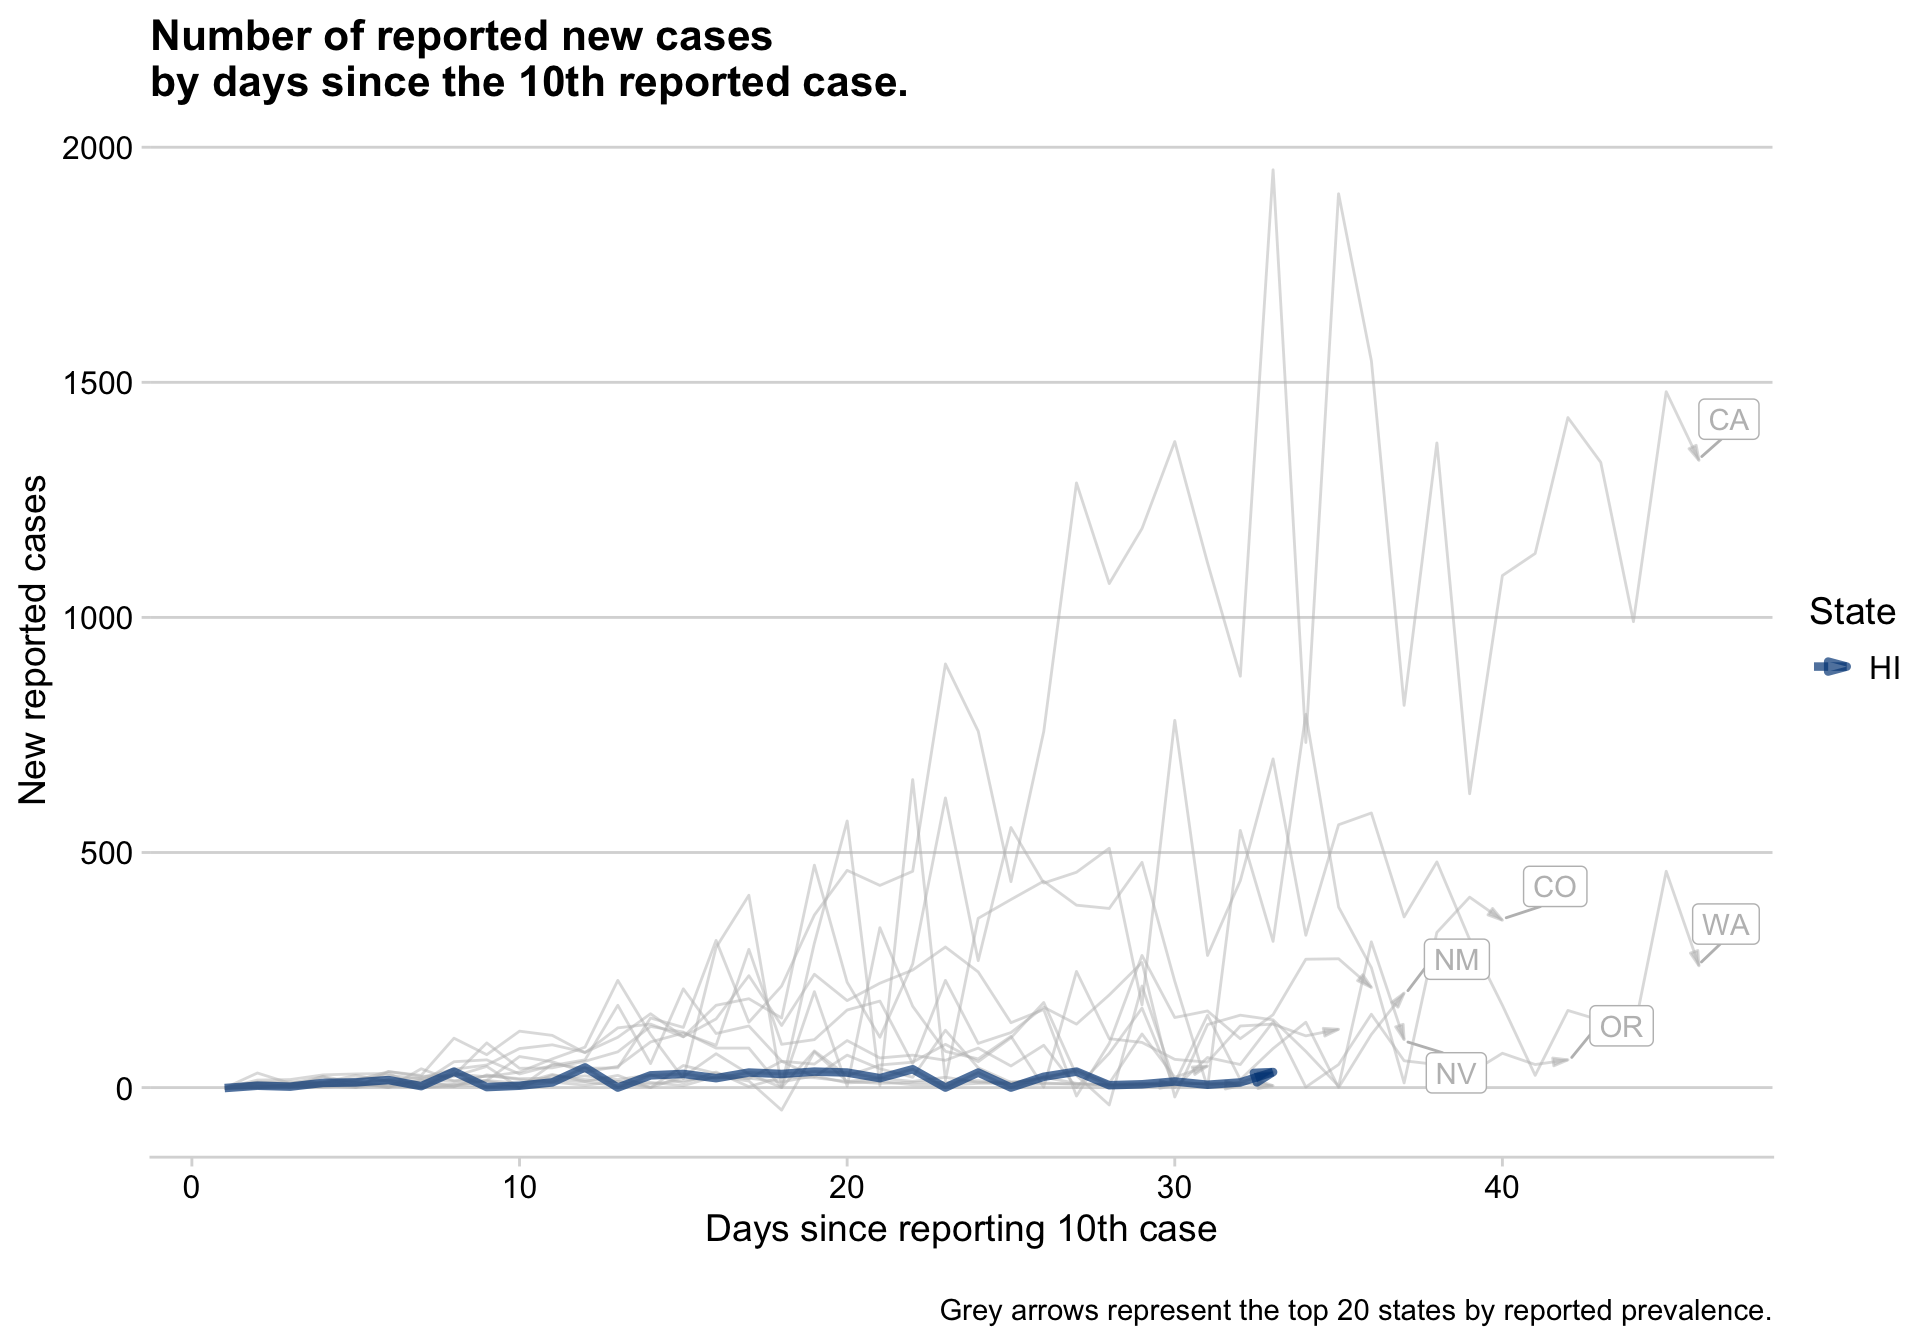 Number of reported new cases
by days since the 10th reported case.
2000
1500
1000
500
0
New reported cases
CA
CO
WA
NM
OR
NV
State
HI
0 10 20 30 40
Days since reporting 10th case
Grey arrows represent the top 20 states by reported prevalence.